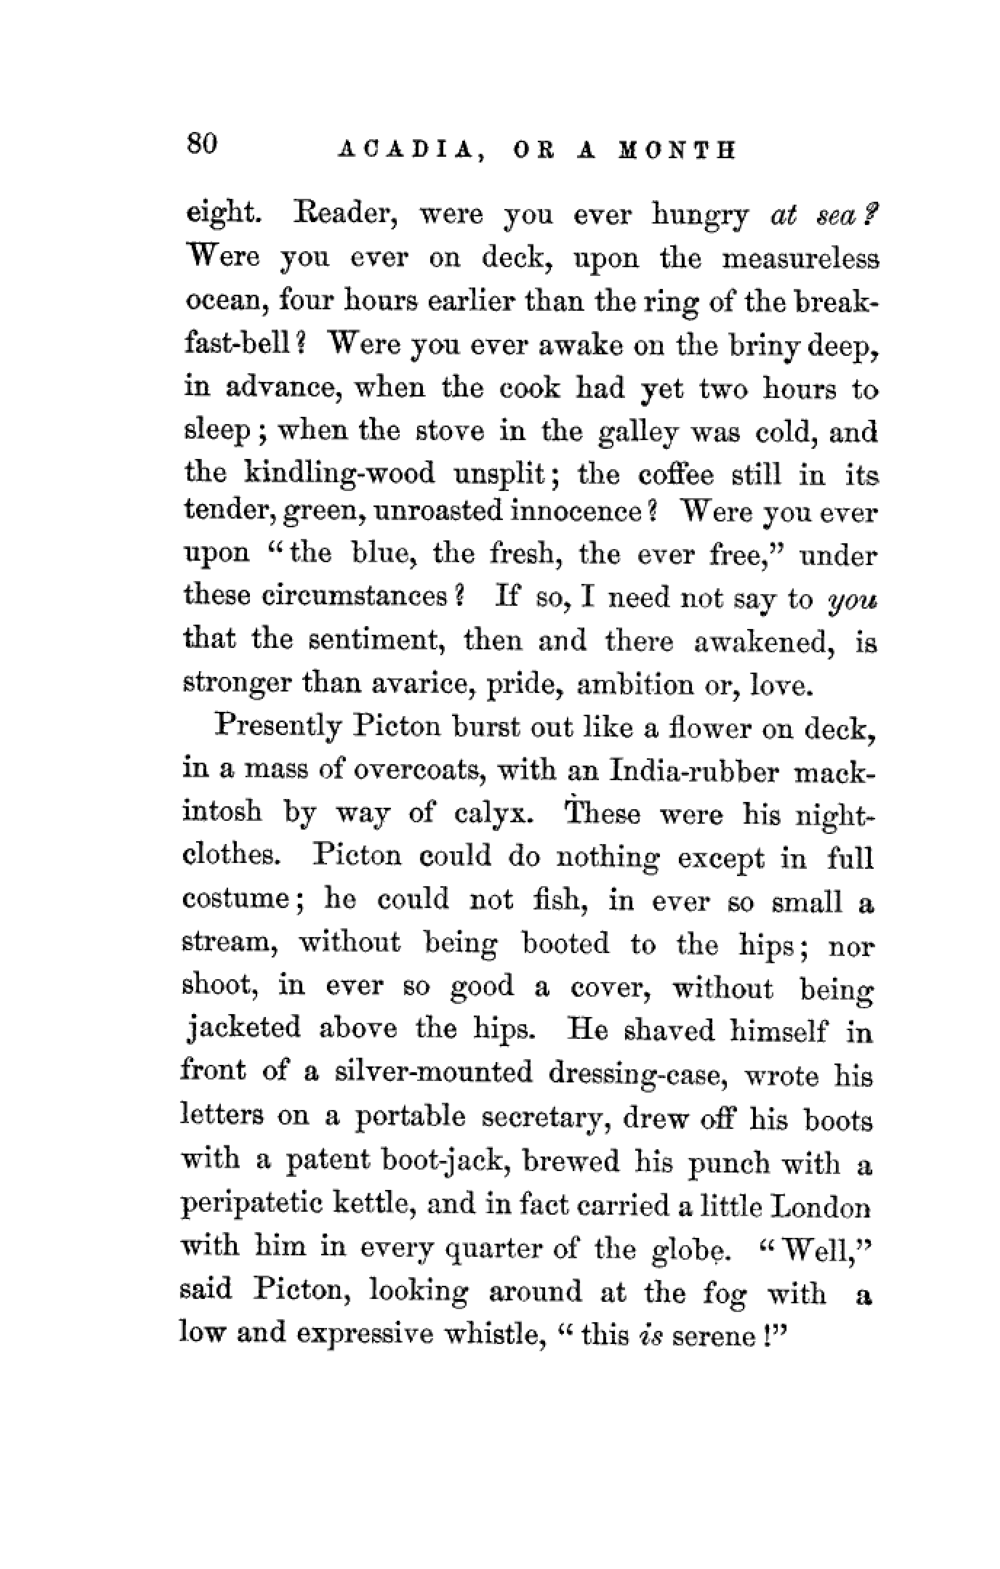 80 ACADIA, OR A MONTH
eight. Reader, were you ever hungry at sea?
Were you ever on deck, upon the measureless
ocean, four hours earlier than the ring of the break-
fast-bell? Were you ever awake on the briny deep,
in advance, when the cook had yet two hours to
sleep; when the stove in the galley was cold, and
the kindling-wood unsplit; the coffee still in its
tender, green, unroasted innocence? Were you ever
upon “the blue, the fresh, the ever free,” under
these circumstances? If so, I need not say to you
that the sentiment, then and there awakened, is
stronger than avarice, pride, ambition or, love.
Presently Picton burst out like a flower on deck,
in a mass of overcoats, with an India-rubber mack-
intosh by way of calyx. These were his night-
clothes. Picton could do nothing except in full
costume; he could not fish, in ever so small a
stream, without being booted to the hips; nor
shoot, in ever so good a cover, without being
jacketed above the hips. He shaved himself in
front of a silver-mounted dressing-case, wrote his
letters on a portable secretary, drew off his boots
with a patent boot-jack, brewed his punch with a
peripatetic kettle, and in fact carried a little London
with him in every quarter of the globe. “Well,”
said Picton, looking around at the fog with a
low and expressive whistle, “this is serene!”